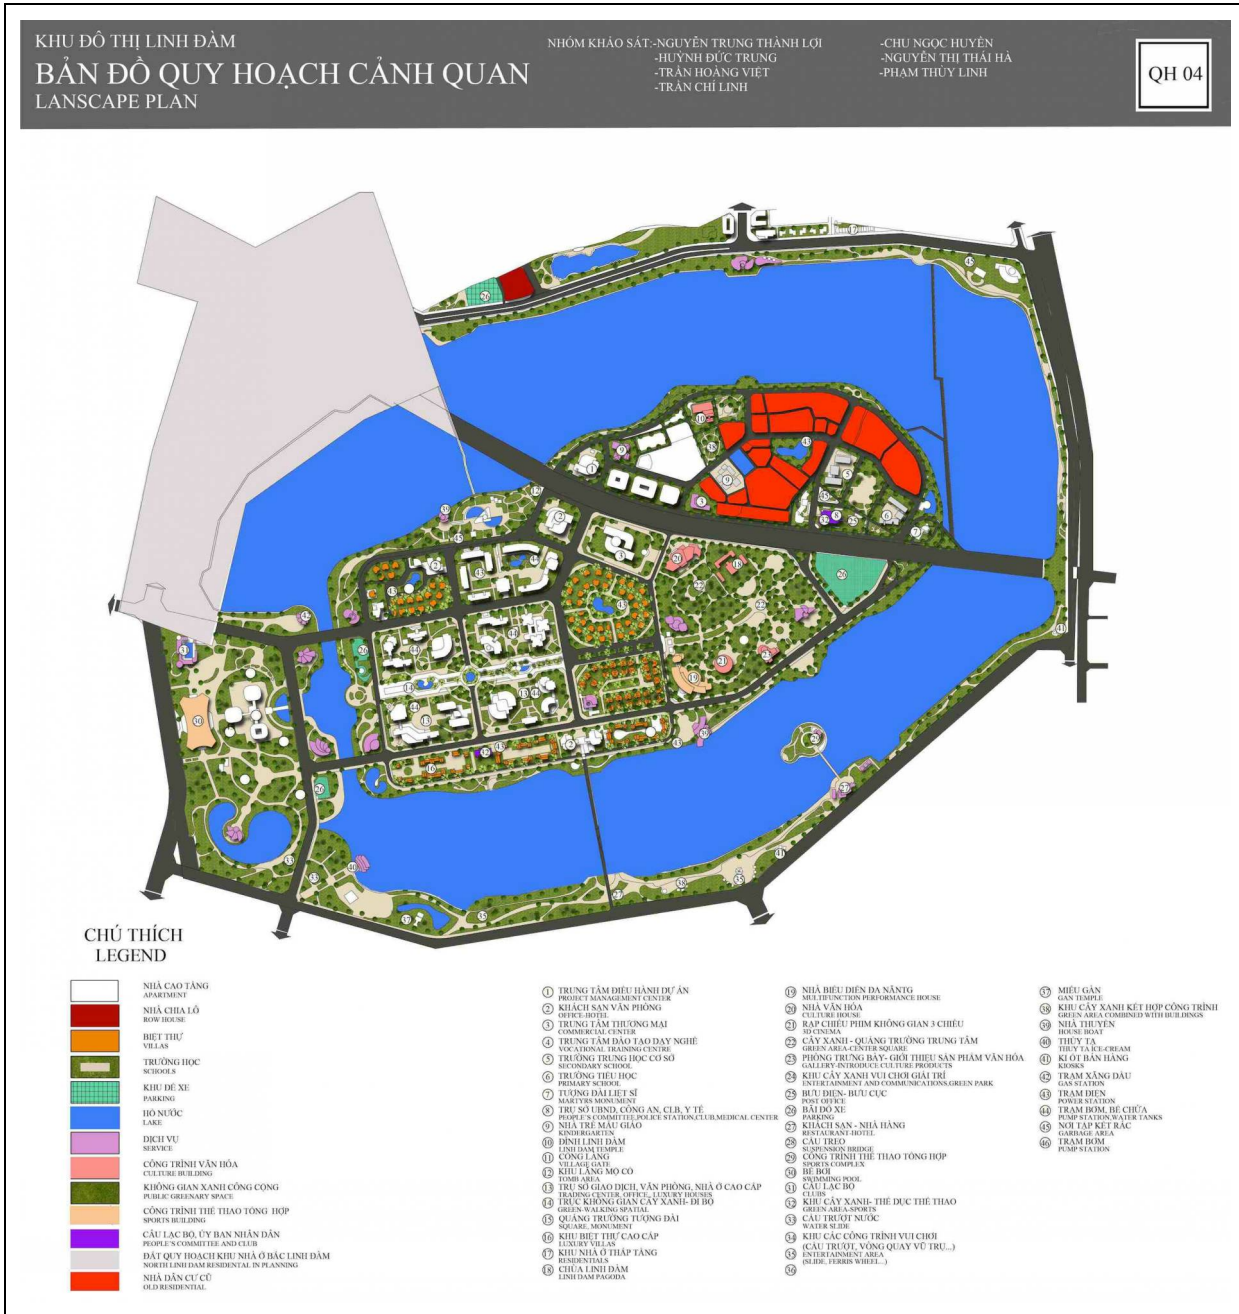 KHU ĐÔ THỊ LINH ĐÀM
BẢN ĐỒ QUY HOẠCH CẢNH QUAN
LANSCAPE PLAN
NHÓM KHẢO SÁT:-NGUYỄN TRUNG THÀNH LỢI
-HUỲNH ĐỨC TRUNG
-TRẦN HOÀNG VIỆT
-TRẦN CHÍ LINH
-CHU NGỌC HUYỀN
-NGUYỄN THỊ THÁI HÀ
-PHẠM THÙY LINH
QH 04
CHÚ THÍCH
LEGEND
NHÀ CAO TẦNG
APARTMENT
NHÀ CHIA LÔ
ROW HOUSE
BIỆT THỰ
VILLAS
TRƯỜNG HỌC
SCHOOLS
KHU ĐỂ XE
PARKING
HỒ NƯỚC
LAKE
DỊCH VỤ
SERVICE
CÔNG TRÌNH VĂN HÓA
CULTURE BUILDING
KHÔNG GIAN XANH CÔNG CỘNG
PUBLIC GREENARY SPACE
CÔNG TRÌNH THỂ THAO TỔNG HỢP
SPORTS BUILDING
CÂU LẠC BỘ, ỦY BAN NHÂN DÂN
PEOPLE'S COMMITTEE AND CLUB
ĐẤT QUY HOẠCH KHU NHÀ Ở BẮC LINH ĐÀM
NORTH LINH DAM RESIDENTAL IN PLANNING
NHÀ DÂN CƯ CŨ
OLD RESIDENTIAL
1 TRUNG TÂM ĐIỀU HÀNH DỰ ÁN
PROJECT MANAGEMENT CENTER
2 KHÁCH SẠN VĂN PHÒNG
OFFICE-HOTEL
3 TRUNG TÂM THƯƠNG MẠI
COMMERCIAL CENTER
4 TRUNG TÂM ĐÀO TẠO DẠY NGHỀ
VOCATIONAL TRAINING CENTRE
5 TRƯỜNG TRUNG HỌC CƠ SỞ
SECONDARY SCHOOL
6 TRƯỜNG TIỂU HỌC
PRIMARY SCHOOL
7 TƯỢNG ĐÀI LIỆT SĨ
MARTYRS MONUMENT
8 TRỤ SỞ UBND, CÔNG AN, CLB, Y TẾ
PEOPLE'S COMMITTEE,POLICE STATION,CLUB,MEDICAL CENTER
9 NHÀ TRẺ MẪU GIÁO
KINDERGARTEN
10 ĐÌNH LINH ĐÀM
LINH DAM TEMPLE
11 CỔNG LÀNG
VILLAGE GATE
12 KHU LĂNG MỘ CỔ
TOMB AREA
13 TRỤ SỞ GIAO DỊCH, VĂN PHÒNG, NHÀ Ở CAO CẤP
TRADING CENTER, OFFICE, LUXURY HOUSES
14 TRỤC KHÔNG GIAN CÂY XANH- ĐI BỘ
GREEN-WALKING SPATIAL
15 QUẢNG TRƯỜNG TƯỢNG ĐÀI
SQUARE, MONUMENT
16 KHU BIỆT THỰ CAO CẤP
LUXURY VILLAS
17 KHU NHÀ Ở THẤP TẦNG
RESIDENTIALS
18 CHÙA LINH ĐÀM
LINH DAM PAGODA
19 NHÀ BIỂU DIỄN ĐA NĂNTG
MULTIFUNCTION PERFORMANCE HOUSE
20 NHÀ VĂN HÓA
CULTURE HOUSE
21 RẠP CHIẾU PHIM KHÔNG GIAN 3 CHIỀU
3D CINEMA
22 CÂY XANH - QUẢNG TRƯỜNG TRUNG TÂM
GREEN AREA-CENTER SQUARE
23 PHÒNG TRƯNG BÀY- GIỚI THIỆU SẢN PHẨM VĂN HÓA
GALLERY-INTRODUCE CULTURE PRODUCTS
24 KHU CÂY XANH VUI CHƠI GIẢI TRÍ
ENTERTAINMENT AND COMMUNICATIONS,GREEN PARK
25 BƯU ĐIỆN- BƯU CỤC
POST OFFICE
26 BÃI ĐỖ XE
PARKING
27 KHÁCH SẠN - NHÀ HÀNG
RESTAURANT-HOTEL
28 CẦU TREO
SUSPENSION BRIDGE
29 CÔNG TRÌNH THỂ THAO TỔNG HỢP
SPORTS COMPLEX
30 BỂ BƠI
SWIMMING POOL
31 CÂU LẠC BỘ
CLUBS
32 KHU CÂY XANH- THỂ DỤC THỂ THAO
GREEN AREA-SPORTS
33 CẦU TRƯỢT NƯỚC
WATER SLIDE
34 KHU CÁC CÔNG TRÌNH VUI CHƠI
35 (CẦU TRƯỢT, VÒNG QUAY VŨ TRỤ...)
ENTERTAINMENT AREA
36 (SLIDE, FERRIS WHEEL...)
37 MIẾU GÀN
GAN TEMPLE
38 KHU CÂY XANH KẾT HỢP CÔNG TRÌNH
GREEN AREA COMBINED WITH BUILDINGS
39 NHÀ THUYỀN
HOUSE BOAT
40 THỦY TẠ
THUY TA ICE-CREAM
41 KI ỐT BÁN HÀNG
KIOSKS
42 TRẠM XĂNG DẦU
GAS STATION
43 TRẠM ĐIỆN
POWER STATION
44 TRẠM BƠM, BỂ CHỨA
PUMP STATION,WATER TANKS
45 NƠI TẬP KẾT RÁC
GARBAGE AREA
46 TRẠM BƠM
PUMP STATION